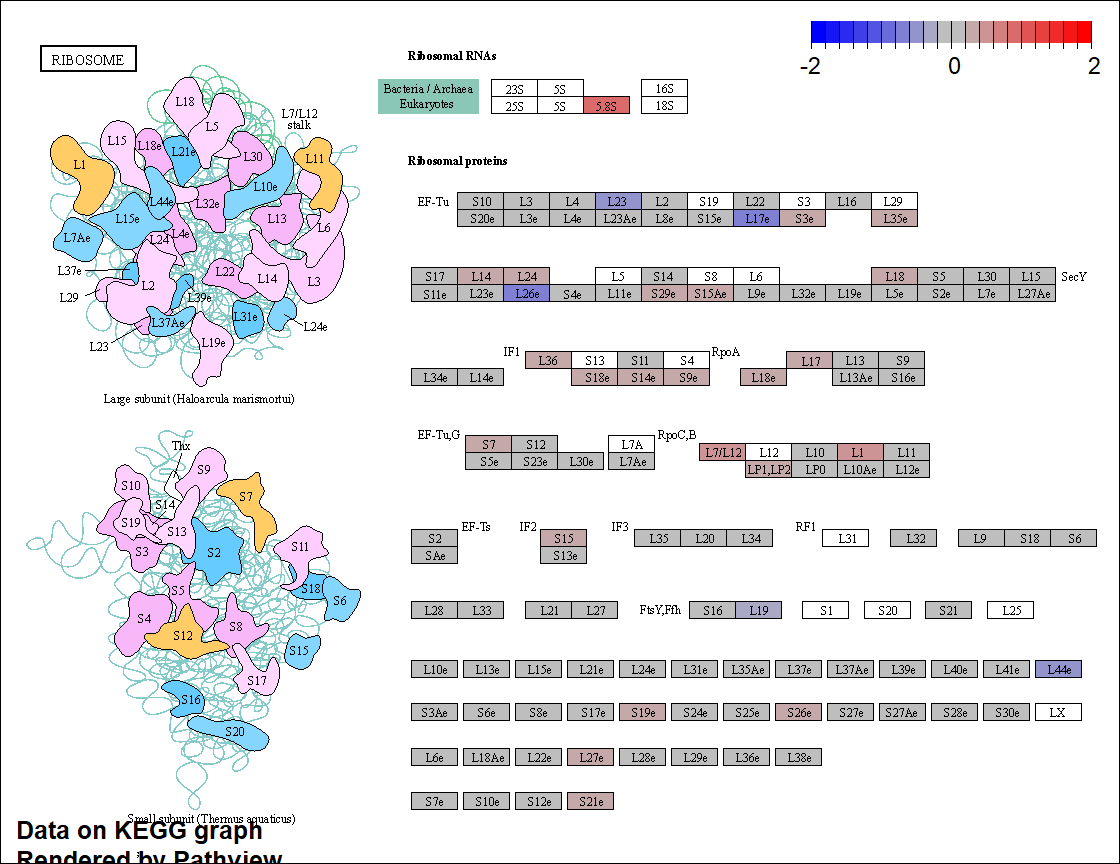 RIBOSOME
-2 0 2
Ribosomal RNAs
Bacteria / Archaea 23S 5S 16S
Eukaryotes 25S 5S 5.8S 18S
Ribosomal proteins
EF-Tu S10 L3 L4 L23 L2 S19 L22 S3 L16 L29
S20e L3e L4e L23Ae L8e S15e L17e S3e L35e
S17 L14 L24 L5 S14 S8 L6 L18 S5 L30 L15 SecY
S11e L23e L26e S4e L11e S29e S15Ae L9e L32e L19e L5e S2e L7e L27Ae
IF1 L36 S13 S11 S4 RpoA L17 L13 S9
L34e L14e S18e S14e S9e L18e L13Ae S16e
EF-Tu,G S7 S12 L7A RpoC,B L7/L12 L12 L10 L1 L11
S5e S23e L30e L7Ae LP1,LP2 LP0 L10Ae L12e
S2 EF-Ts IF2 S15 IF3 L35 L20 L34 RF1 L31 L32 L9 S18 S6
SAe S13e
L28 L33 L21 L27 FtsY,Ffh S16 L19 S1 S20 S21 L25
L10e L13e L15e L21e L24e L31e L35Ae L37e L37Ae L39e L40e L41e L44e
S3Ae S6e S8e S17e S19e S24e S25e S26e S27e S27Ae S28e S30e LX
L6e L18Ae L22e L27e L28e L29e L36e L38e
S7e S10e S12e S21e
L18
L5
L7/L12
stalk
L15
L18e
L21e
L30
L11
L1
L10e
L44e
L32e
L15e
L13
L6
L7Ae
L24
L4e
L37e
L22
L14
L3
L2
L29
L39e
L37Ae
L31e
L24e
L23
L19e
Large subunit (Haloarcula marismortui)
Thx
S9
S10
S7
S14
S19
S13
S3
S2
S11
S5
S18
S6
S4
S12
S8
S15
S17
S16
S20
Small subunit (Thermus aquaticus)
Data on KEGG graph
Rendered by Pathview